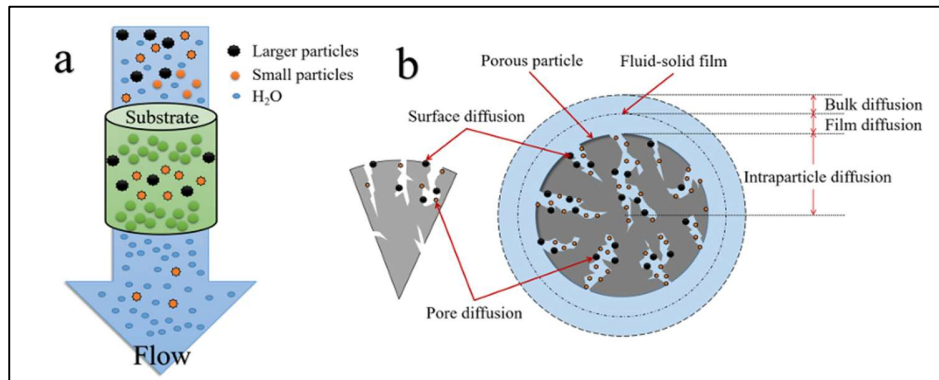 a
Larger particles
Small particles
H₂O
Substrate
Flow
b
Porous particle
Fluid-solid film
Surface diffusion
Bulk diffusion
Film diffusion
Intraparticle diffusion
Pore diffusion